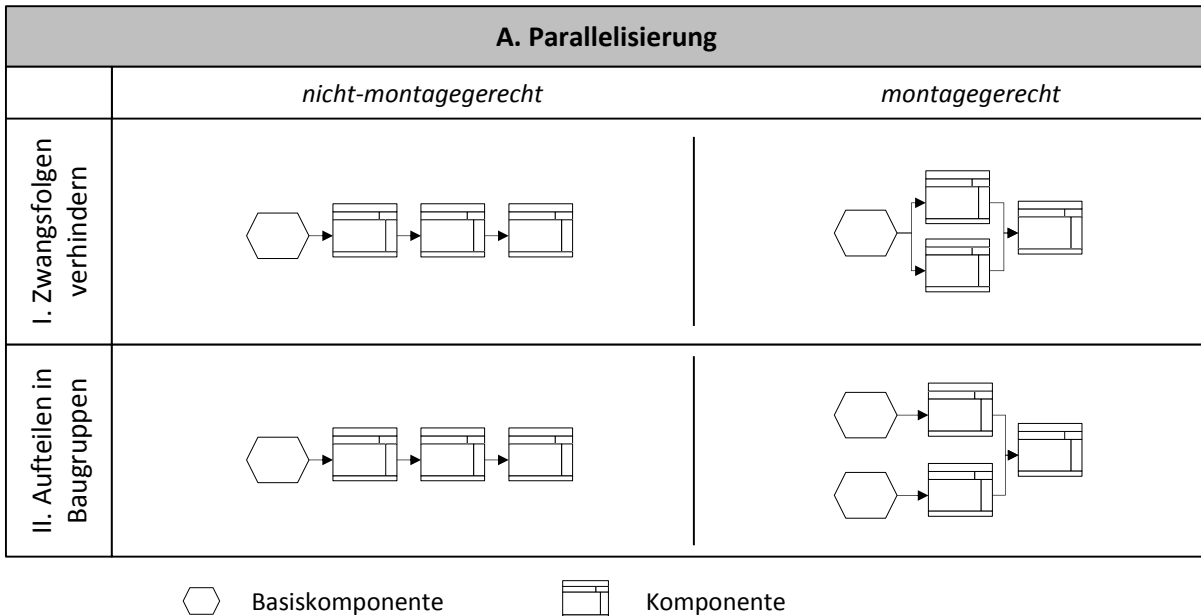 A. Parallelisierung
nicht-montagegerecht
montagegerecht
I. Zwangsfolgen
verhindern
II. Aufteilen in
Baugruppen
Basiskomponente
Komponente